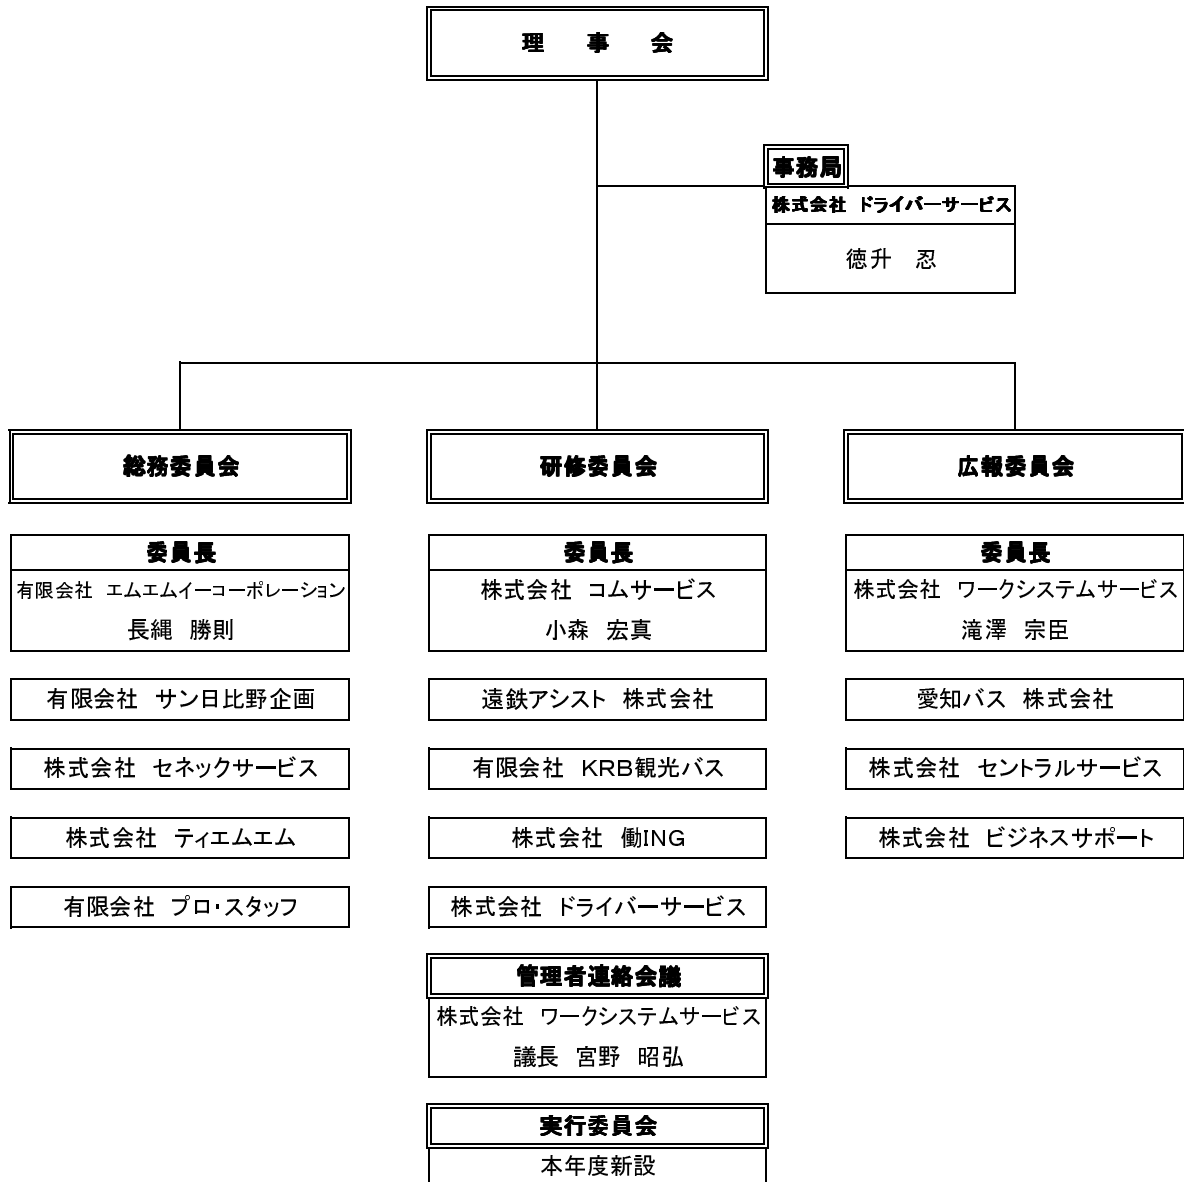 理　事　会
事務局
株式会社　ドライバーサービス
徳升　忍
総務委員会
委員長
有限会社　エムエムイーコーポレーション
長縄　勝則
有限会社　サン日比野企画
株式会社　セネックサービス
株式会社　ティエムエム
有限会社　プロ・スタッフ
研修委員会
委員長
株式会社　コムサービス
小森　宏真
遠鉄アシスト　株式会社
有限会社　KRB観光バス
株式会社　働ING
株式会社　ドライバーサービス
管理者連絡会議
株式会社　ワークシステムサービス
議長　宮野　昭弘
実行委員会
本年度新設
広報委員会
委員長
株式会社　ワークシステムサービス
滝澤　宗臣
愛知バス　株式会社
株式会社　セントラルサービス
株式会社　ビジネスサポート